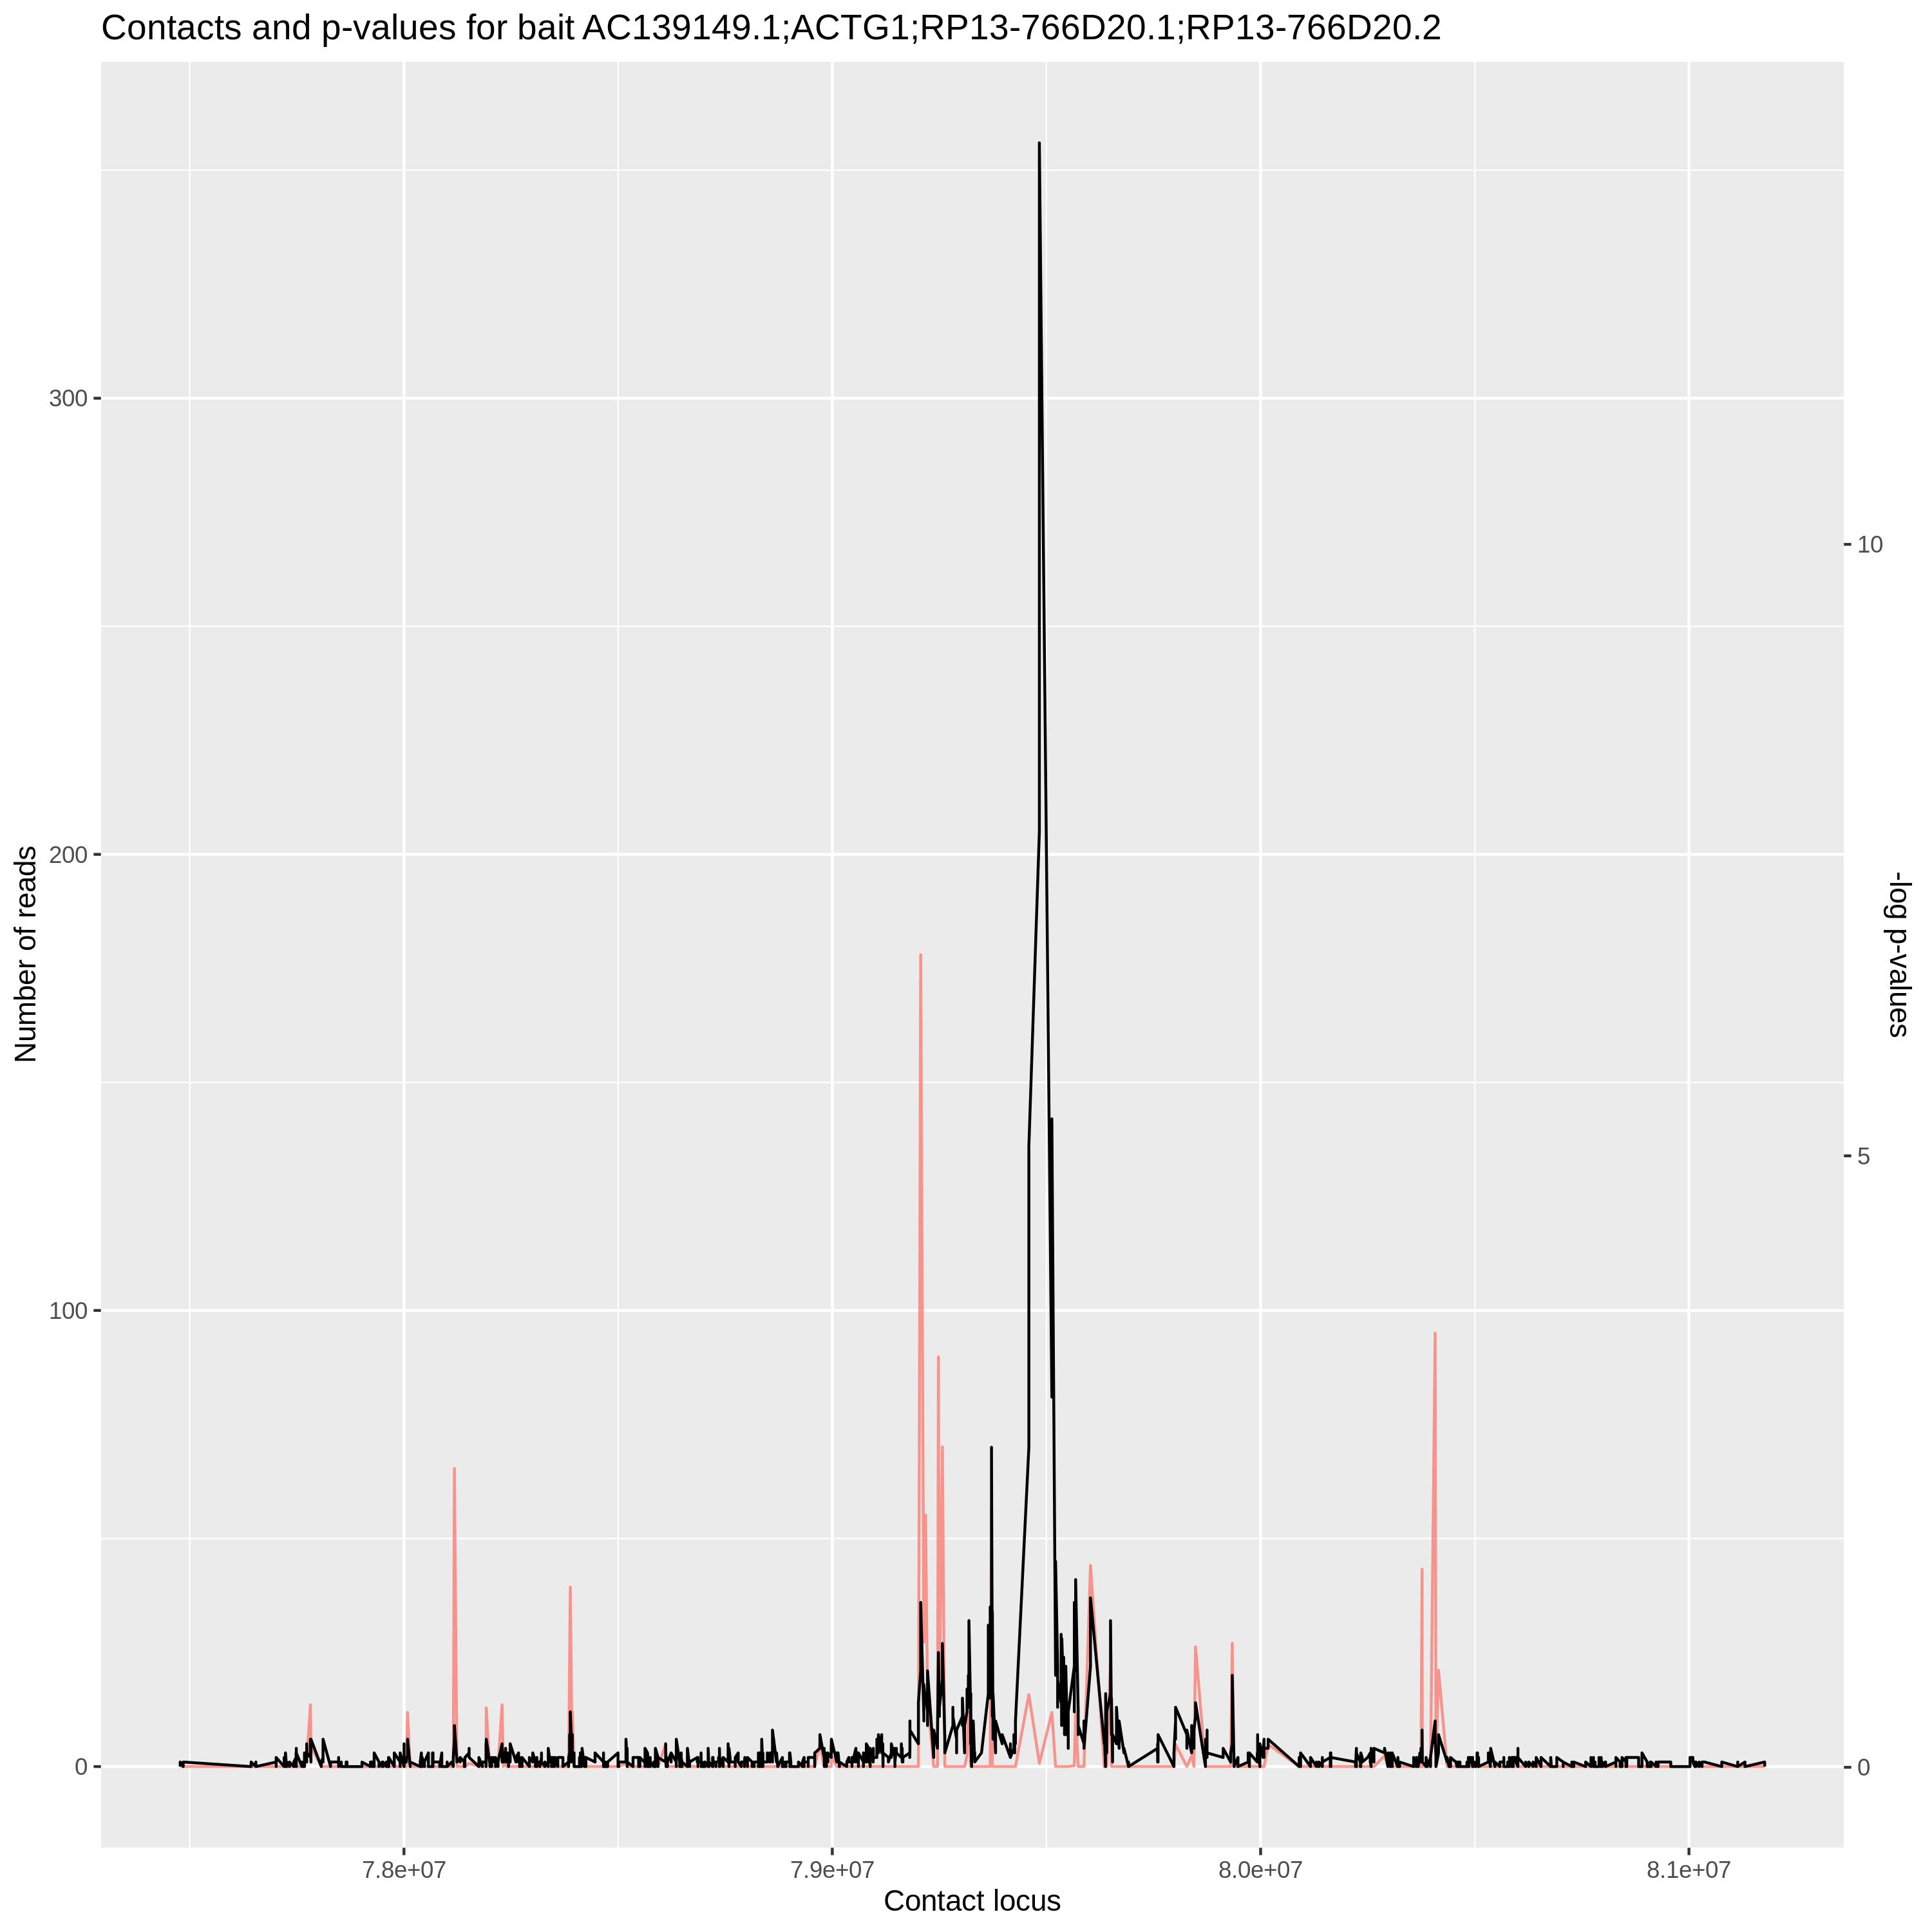 Contacts and p-values for bait AC139149.1;ACTG1;RP13-766D20.1;RP13-766D20.2
Number of reads
300
200
100
0
10
5
0
-log p-values
7.8e+07
7.9e+07
8.0e+07
8.1e+07
Contact locus